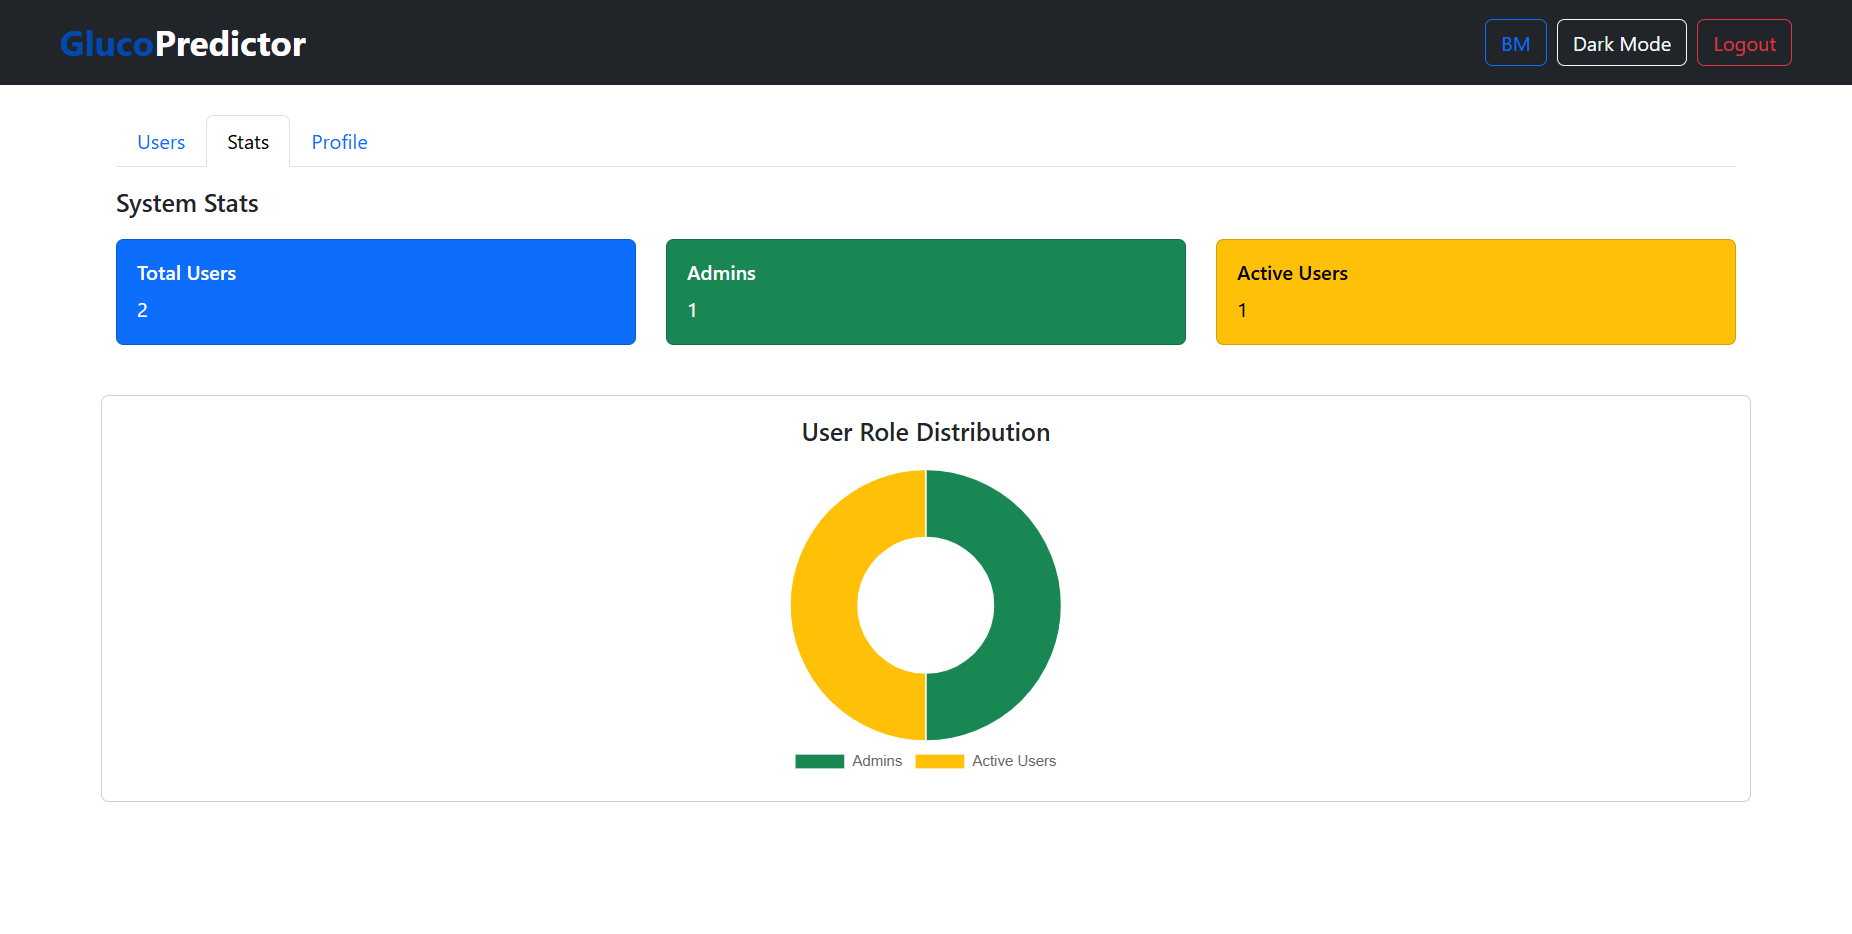 GlucoPredictor
BM
Dark Mode
Logout
Users
Stats
Profile
System Stats
Total Users
2
Admins
1
Active Users
1
User Role Distribution
Admins
Active Users